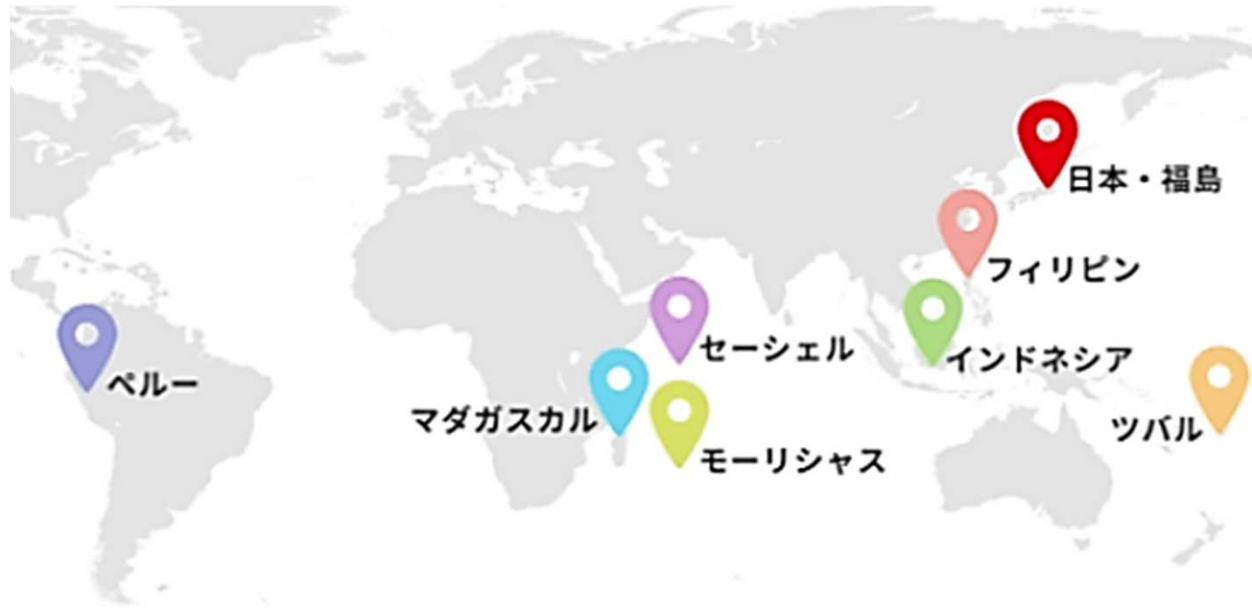 日本・福島
フィリピン
セーシェル
インドネシア
ペルー
マダガスカル
ツバル
モーリシャス